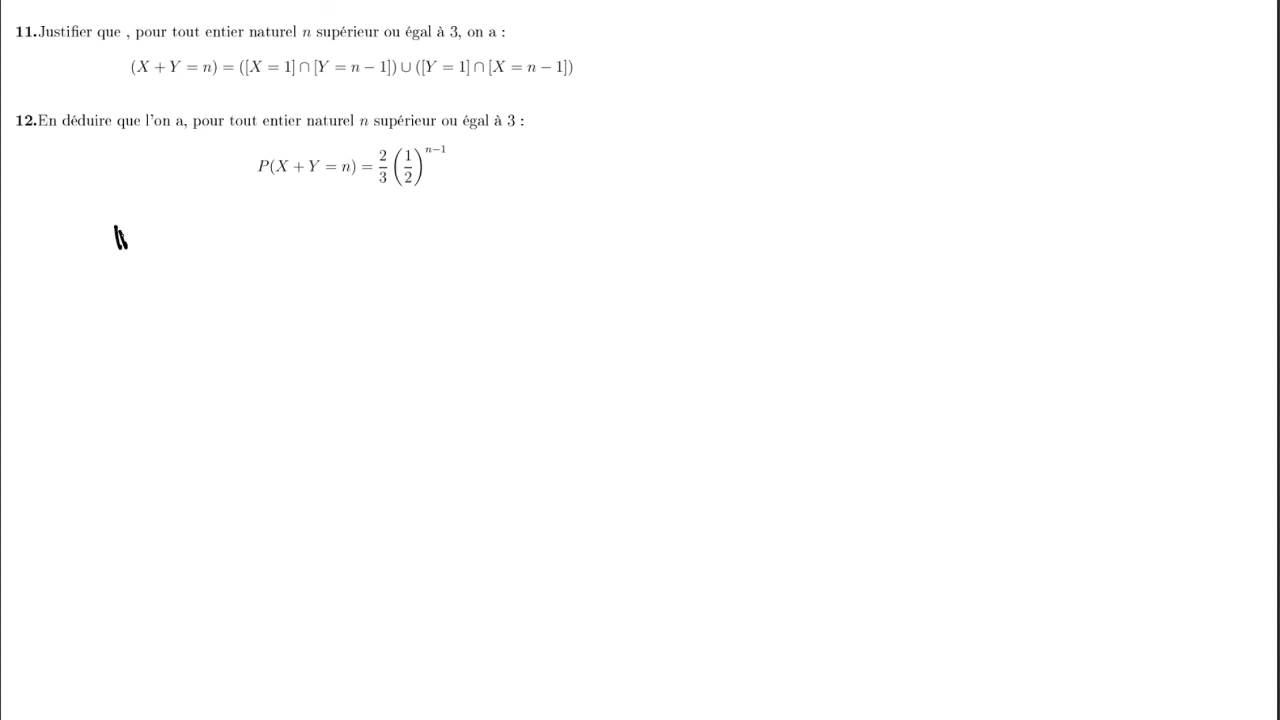 11.Justifier que , pour tout entier naturel n supérieur ou égal à 3, on a :
(X + Y = n) = ([X = 1] ∩ [Y = n − 1]) ∪ ([Y = 1] ∩ [X = n − 1])
12.En déduire que l'on a, pour tout entier naturel n supérieur ou égal à 3 :
P(X + Y = n) = 2/3 (1/2)^{n−1}